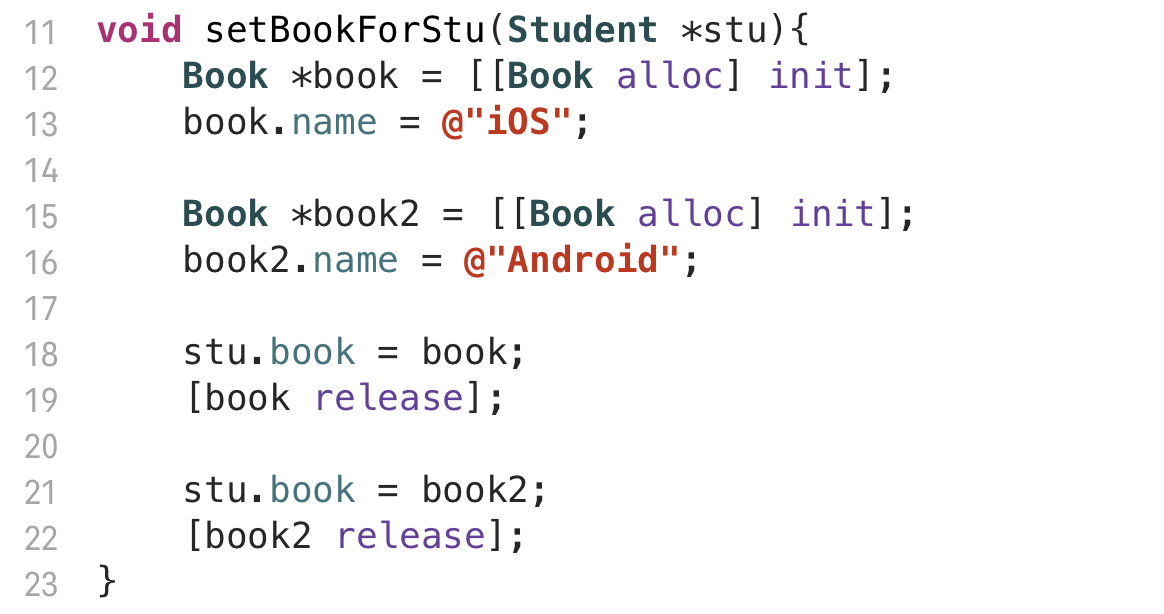 11 void setBookForStu(Student *stu){
12     Book *book = [[Book alloc] init];
13     book.name = @"iOS";
14
15     Book *book2 = [[Book alloc] init];
16     book2.name = @"Android";
17
18     stu.book = book;
19     [book release];
20
21     stu.book = book2;
22     [book2 release];
23 }